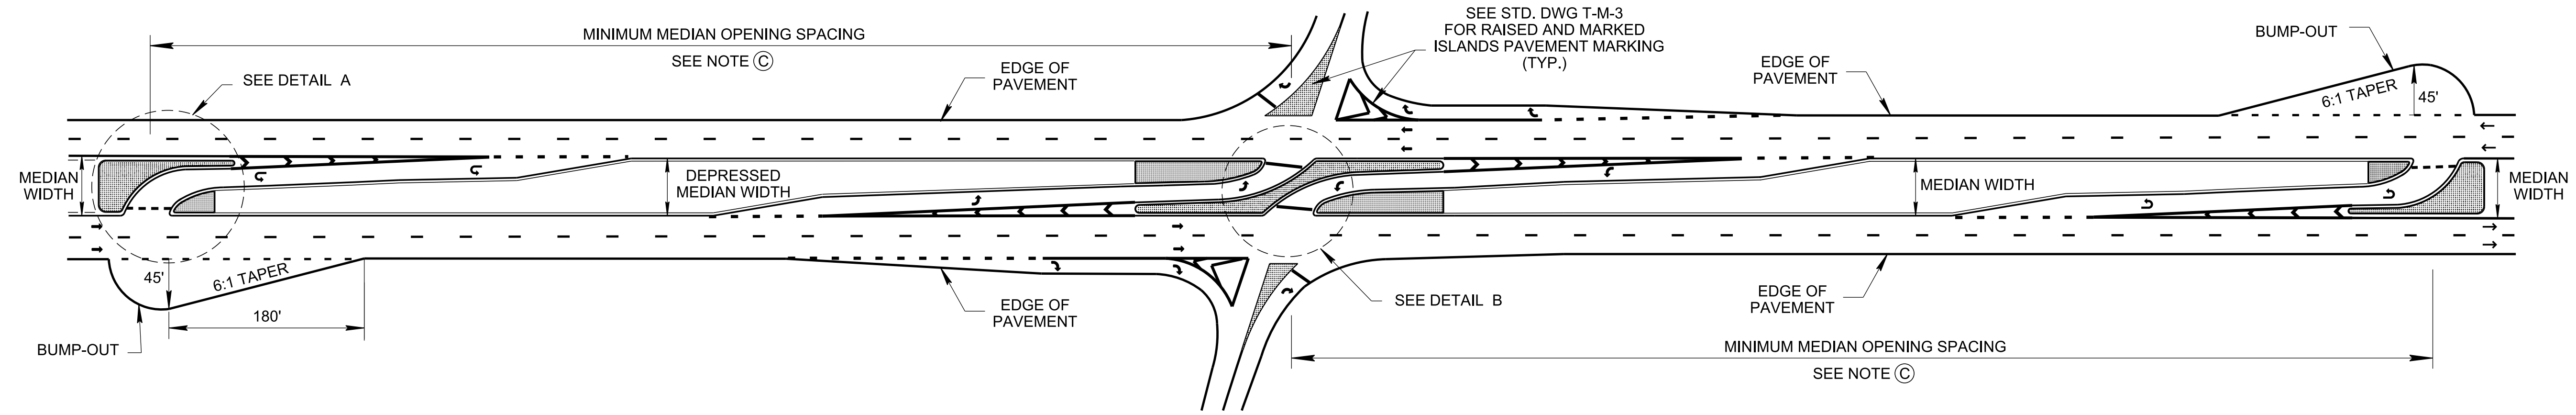 MINIMUM MEDIAN OPENING SPACING
SEE NOTE Ⓒ
SEE DETAIL A
EDGE OF
PAVEMENT
SEE STD. DWG T-M-3
FOR RAISED AND MARKED
ISLANDS PAVEMENT MARKING
(TYP.)
EDGE OF
PAVEMENT
BUMP-OUT
6:1 TAPER
45'
MEDIAN
WIDTH
DEPRESSED
MEDIAN WIDTH
MEDIAN WIDTH
MEDIAN
WIDTH
45'
6:1 TAPER
180'
BUMP-OUT
EDGE OF
PAVEMENT
SEE DETAIL B
EDGE OF
PAVEMENT
MINIMUM MEDIAN OPENING SPACING
SEE NOTE Ⓒ